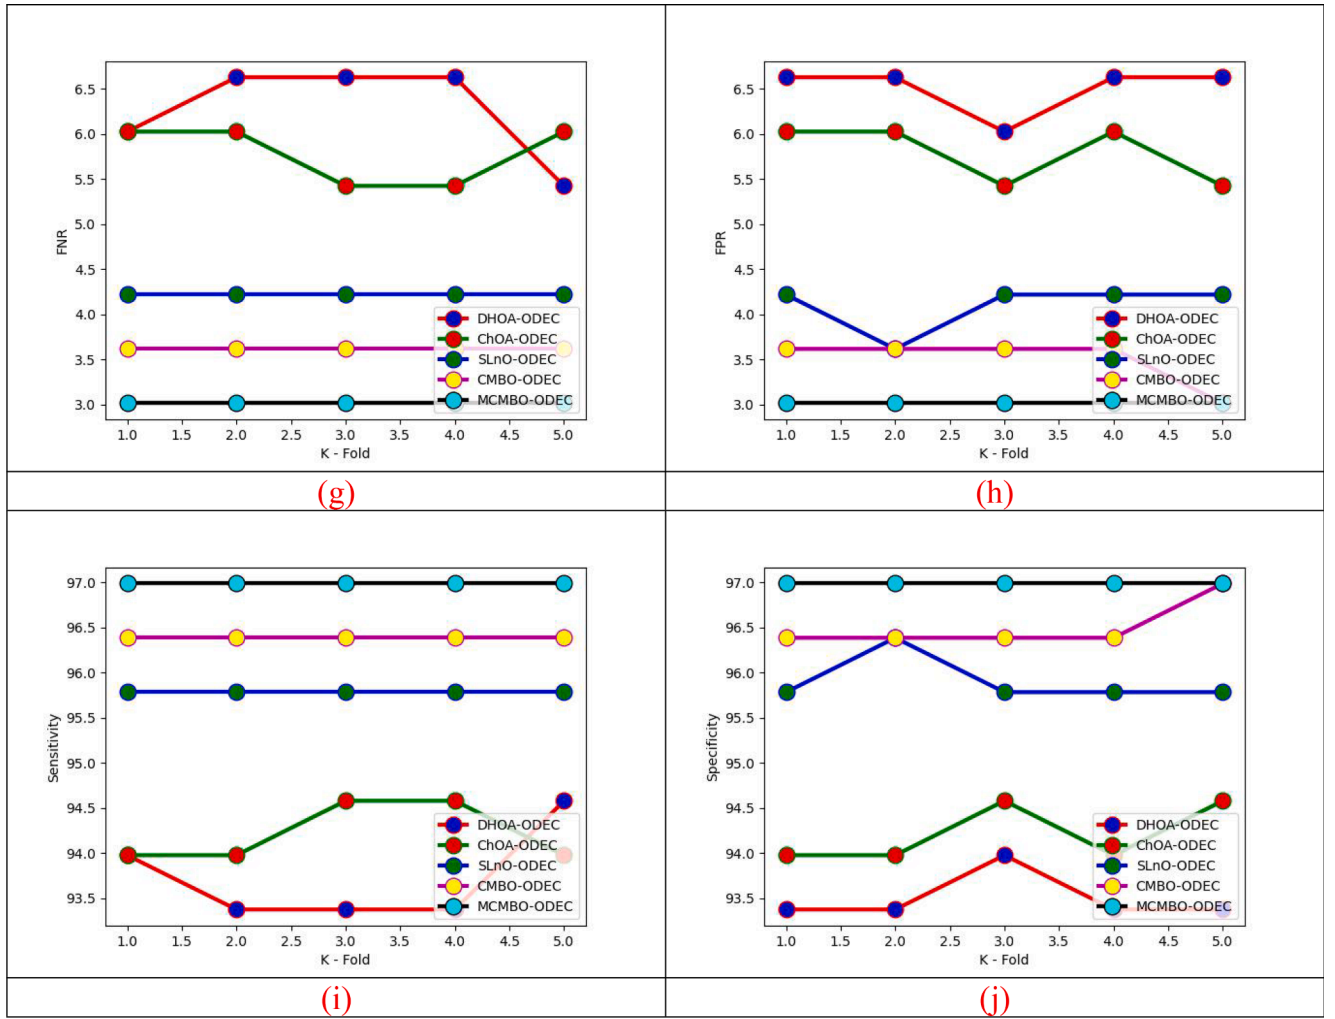 6.5
6.0
5.5
5.0
4.5
4.0
3.5
3.0
FNR
DHOA-ODEC
ChOA-ODEC
SLnO-ODEC
CMBO-ODEC
MCMBO-ODEC
1.0 1.5 2.0 2.5 3.0 3.5 4.0 4.5 5.0
K - Fold
6.5
6.0
5.5
5.0
4.5
4.0
3.5
3.0
FPR
DHOA-ODEC
ChOA-ODEC
SLnO-ODEC
CMBO-ODEC
MCMBO-ODEC
1.0 1.5 2.0 2.5 3.0 3.5 4.0 4.5 5.0
K - Fold
(g)
(h)
97.0
96.5
96.0
95.5
95.0
94.5
94.0
93.5
Sensitivity
DHOA-ODEC
ChOA-ODEC
SLnO-ODEC
CMBO-ODEC
MCMBO-ODEC
1.0 1.5 2.0 2.5 3.0 3.5 4.0 4.5 5.0
K - Fold
97.0
96.5
96.0
95.5
95.0
94.5
94.0
93.5
Specificity
DHOA-ODEC
ChOA-ODEC
SLnO-ODEC
CMBO-ODEC
MCMBO-ODEC
1.0 1.5 2.0 2.5 3.0 3.5 4.0 4.5 5.0
K - Fold
(i)
(j)